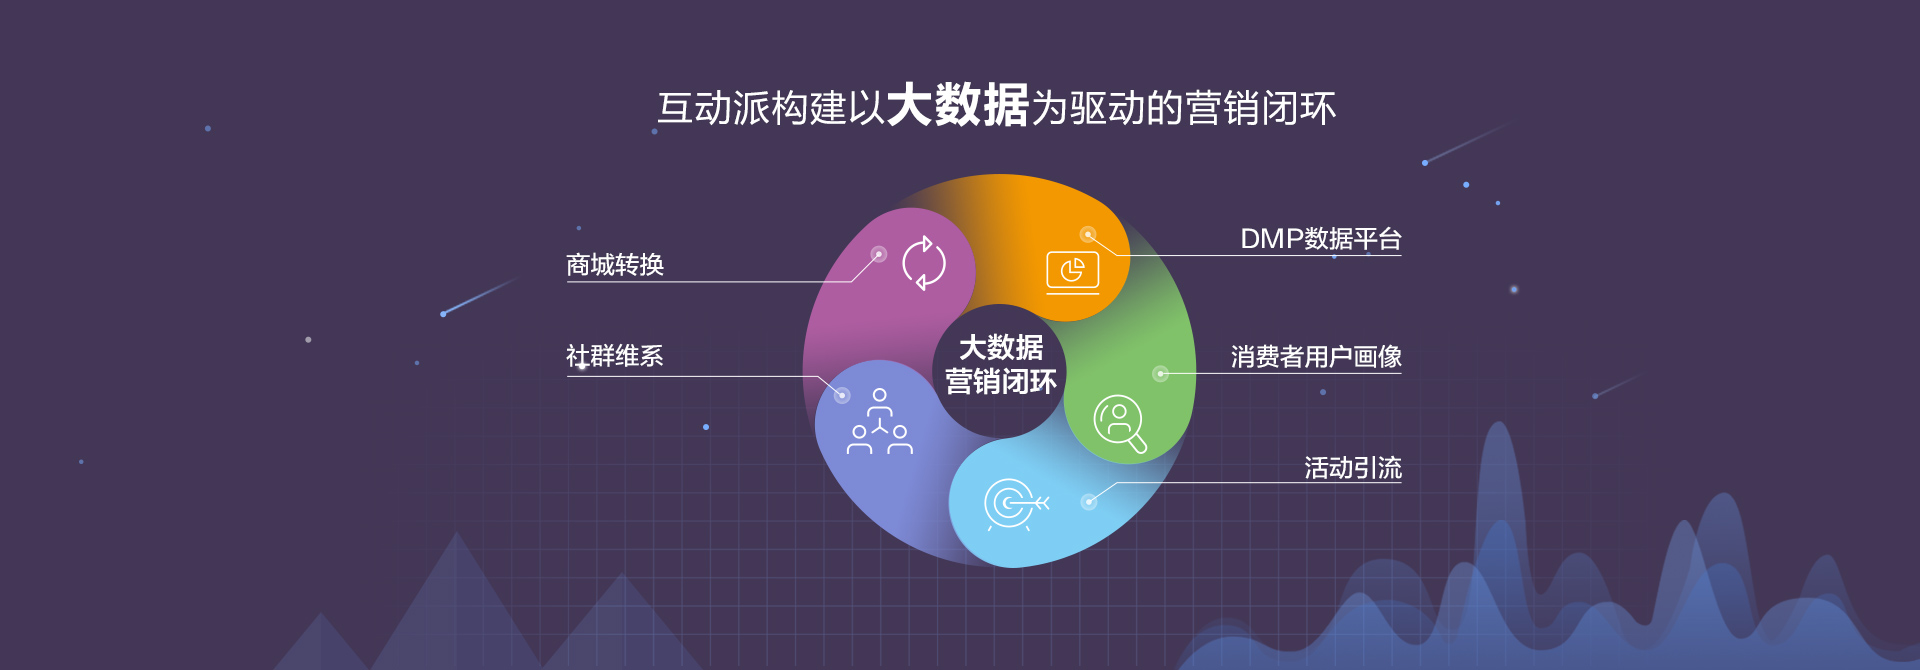 互动派构建以大数据为驱动的营销闭环
商城转换
社群维系
大数据
营销闭环
DMP数据平台
消费者用户画像
活动引流